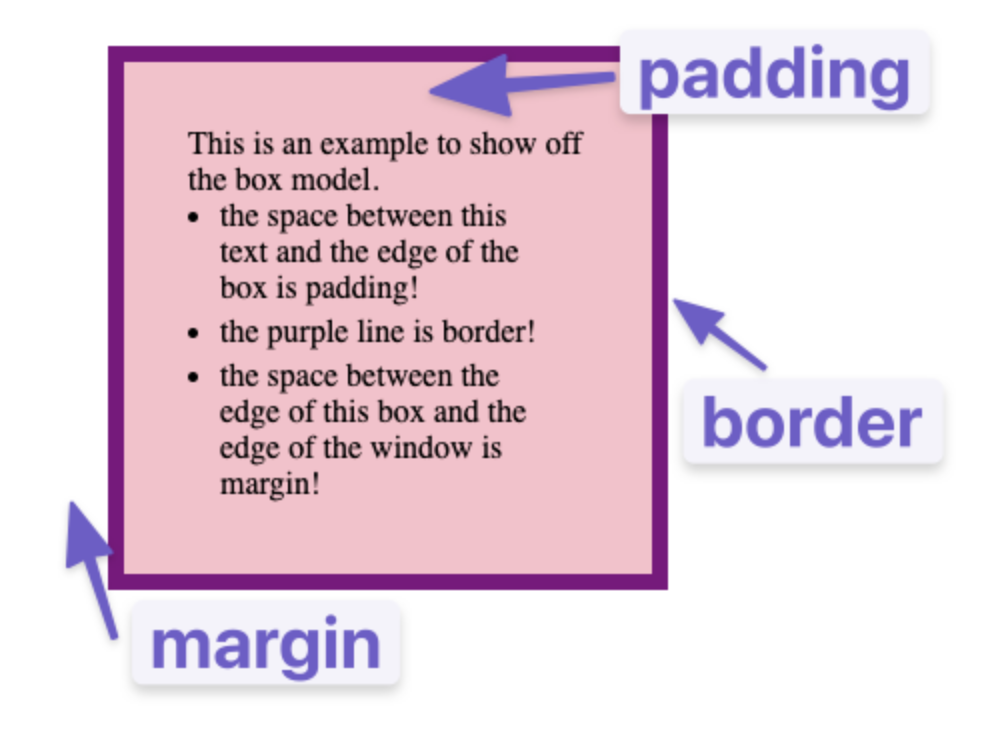 padding
This is an example to show off
the box model.
• the space between this
text and the edge of the
box is padding!
• the purple line is border!
• the space between the
edge of this box and the
edge of the window is
margin!
border
margin